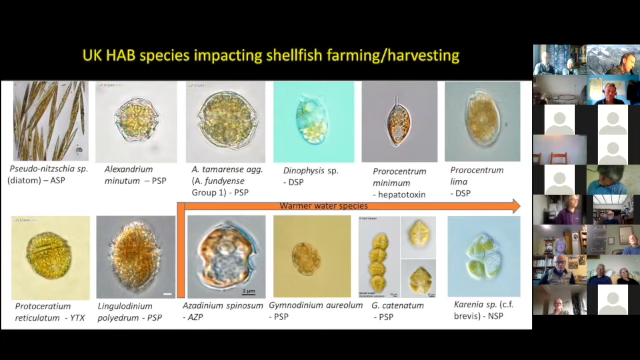 UK HAB species impacting shellfish farming/harvesting
Pseudo-nitzschia sp.
(diatom) – ASP
Alexandrium
minutum – PSP
A. tamarense agg.
(A. fundyense
Group 1) - PSP
Dinophysis sp.
- DSP
Prorocentrum
minimum
- hepatotoxin
Prorocentrum
lima
- DSP
Warmer water species
Protoceratium
reticulatum - YTX
Lingulodinium
polyedrum - PSP
Azadinium spinosum
- AZP
Gymnodinium aureolum
- PSP
G. catenatum
- PSP
Karenia sp. (c.f.
brevis) - NSP